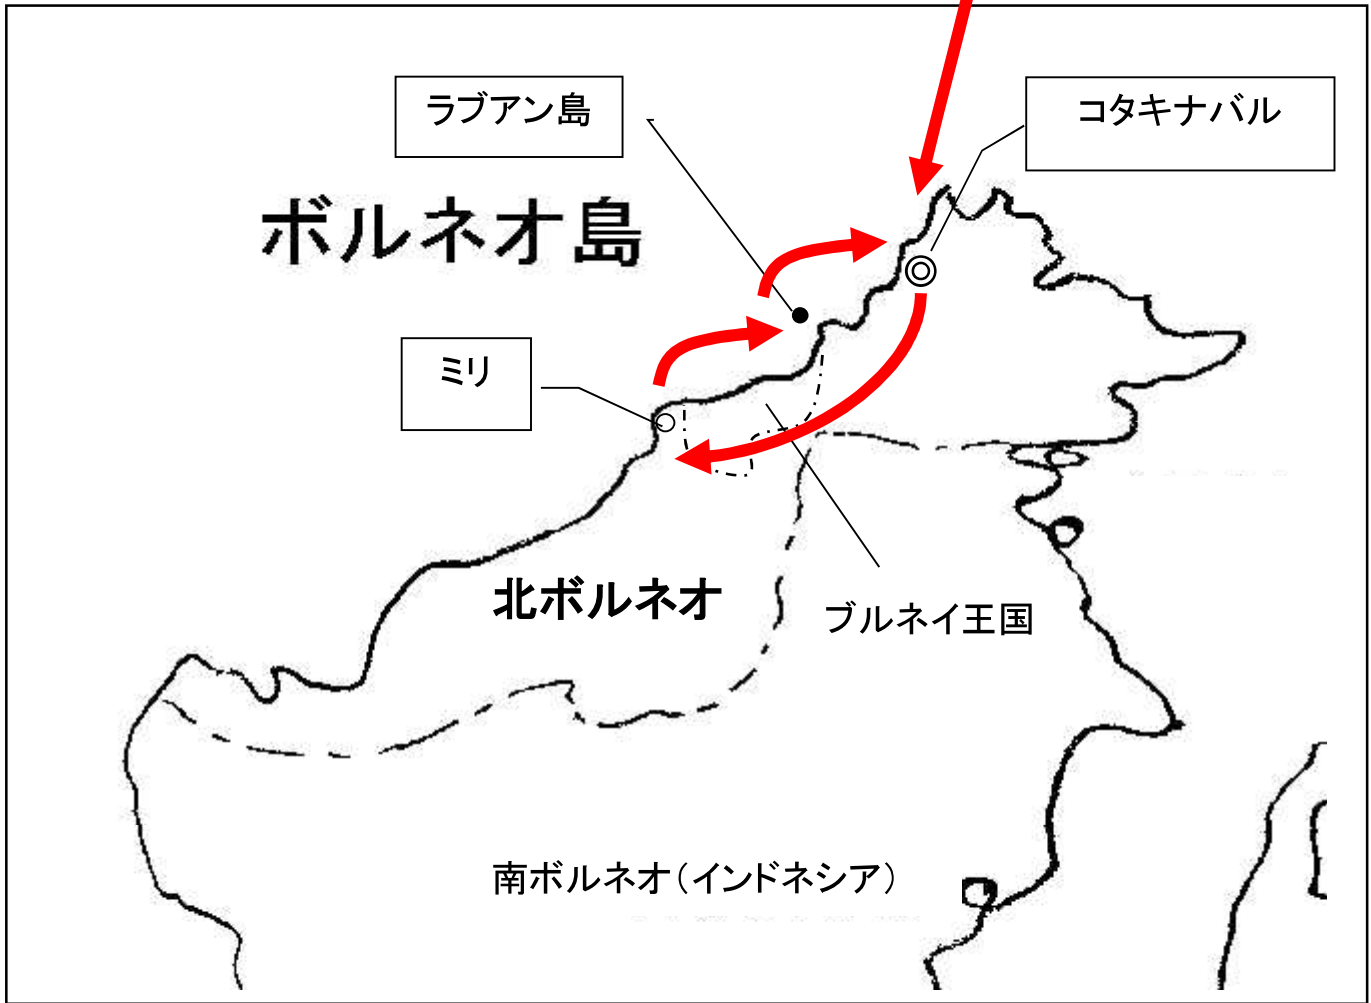 ラブアン島
コタキナバル
ボルネオ島
ミリ
北ボルネオ
ブルネイ王国
南ボルネオ(インドネシア)